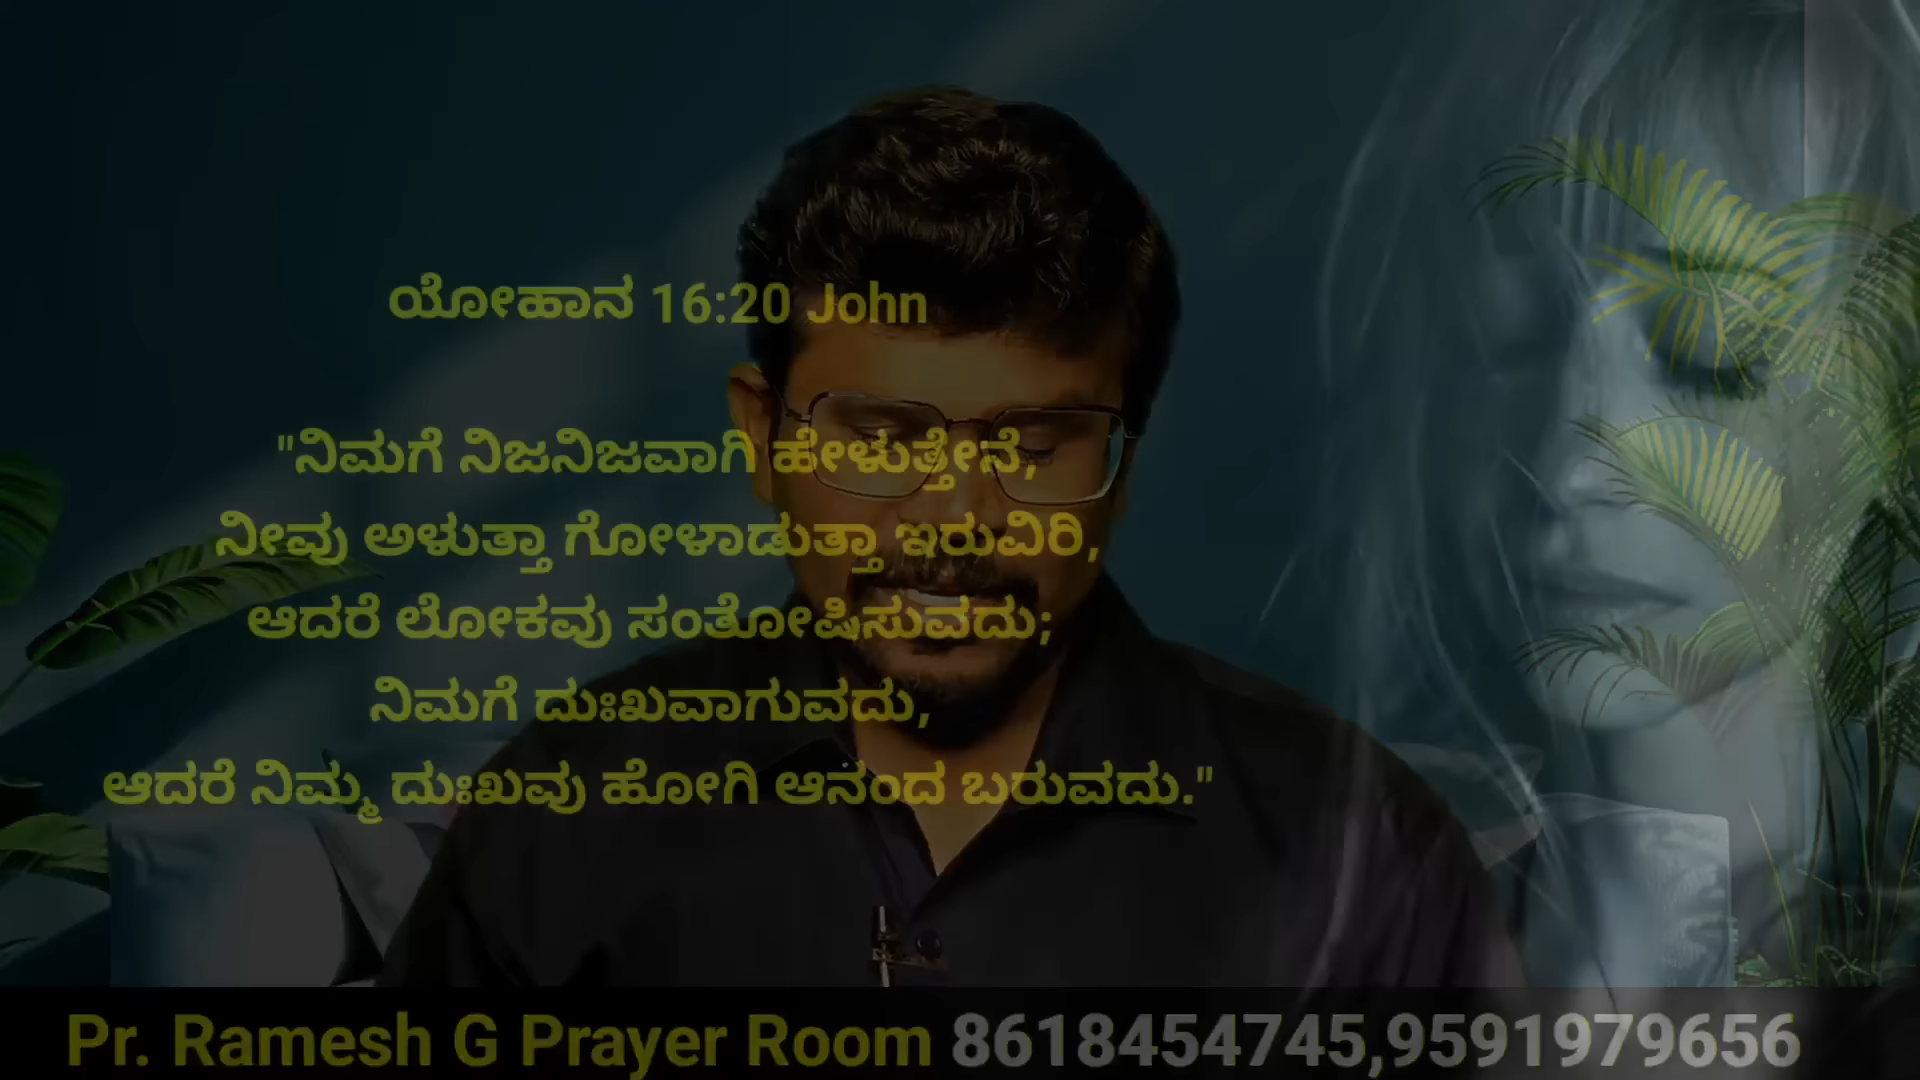 ಯೋಹಾನ 16:20 John
"ನಿಮಗೆ ನಿಜನಿಜವಾಗಿ ಹೇಳುತ್ತೇನೆ,
ನೀವು ಅಳುತ್ತಾ ಗೋಳಾಡುತ್ತಾ ಇರುವಿರಿ,
ಆದರೆ ಲೋಕವು ಸಂತೋಷಿಸುವದು;
ನಿಮಗೆ ದುಃಖವಾಗುವದು,
ಆದರೆ ನಿಮ್ಮ ದುಃಖವು ಹೋಗಿ ಆನಂದ ಬರುವದು."
Pr. Ramesh G Prayer Room 8618454745,9591979656